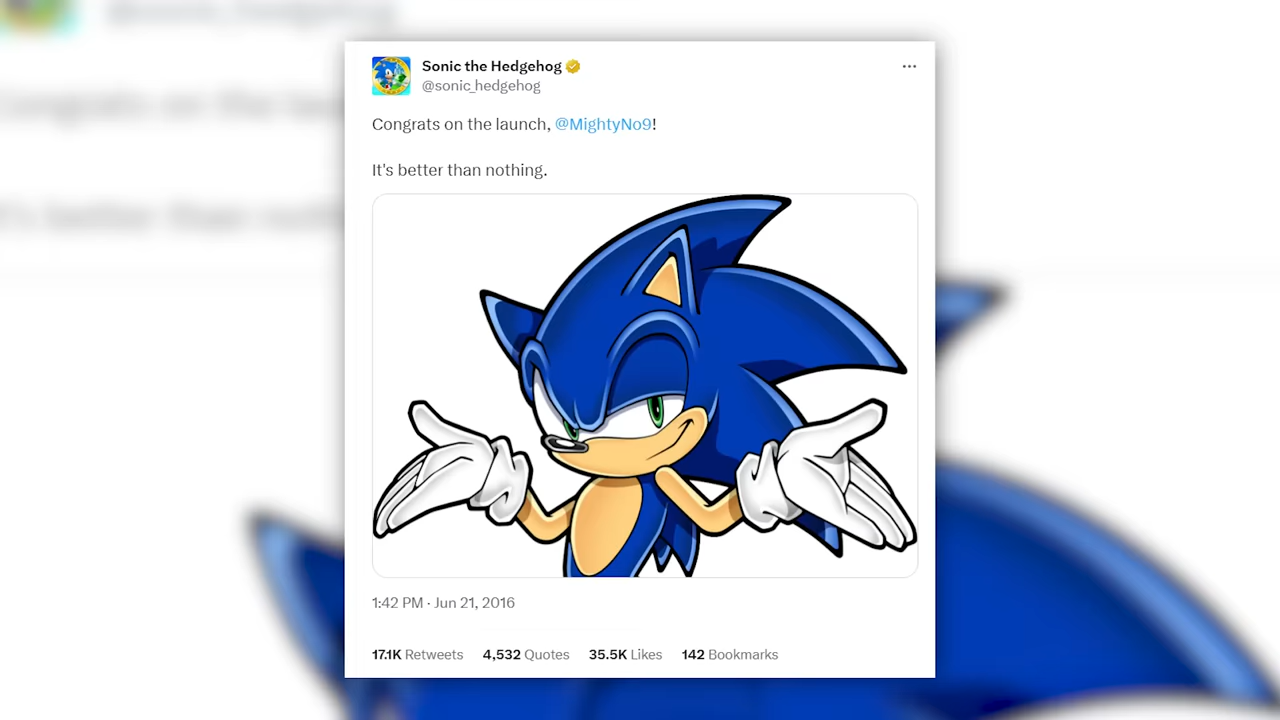 Sonic the Hedgehog
@sonic_hedgehog
Congrats on the launch, @MightyNo9!
It's better than nothing.
1:42 PM · Jun 21, 2016
17.1K Retweets 4,532 Quotes 35.5K Likes 142 Bookmarks